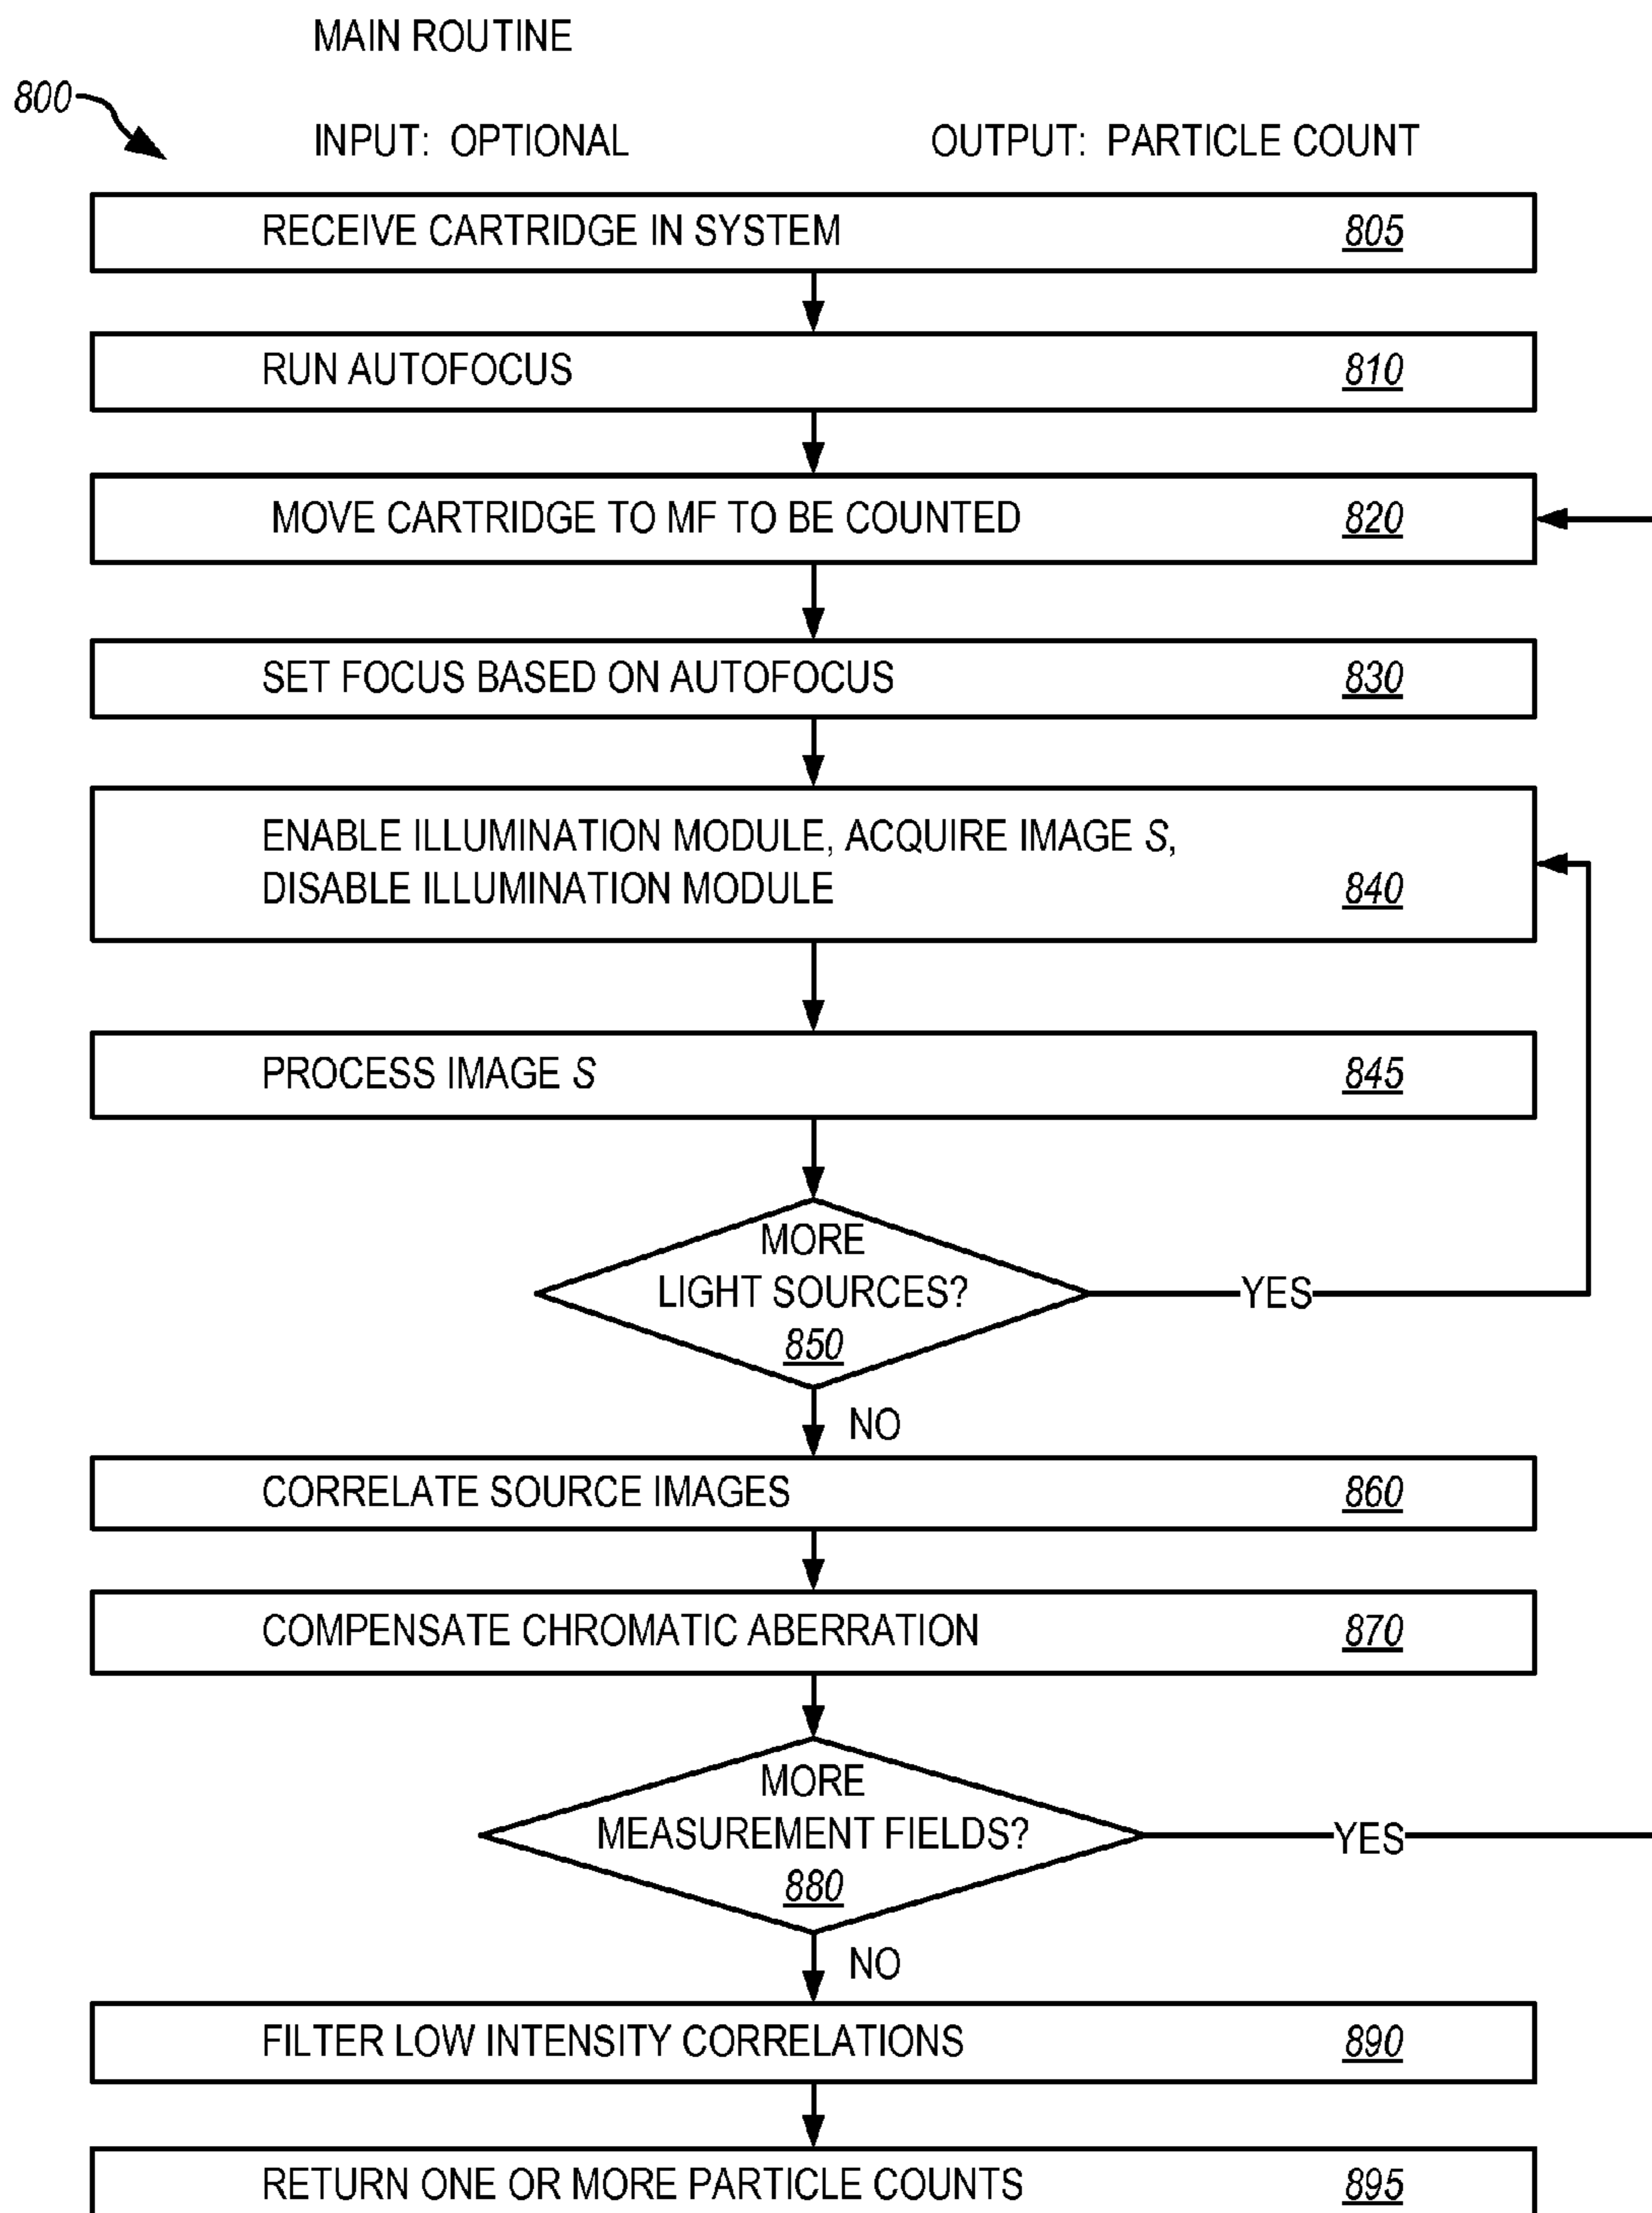 MAIN ROUTINE
800
INPUT: OPTIONAL OUTPUT: PARTICLE COUNT
RECEIVE CARTRIDGE IN SYSTEM 805
RUN AUTOFOCUS 810
MOVE CARTRIDGE TO MF TO BE COUNTED 820
SET FOCUS BASED ON AUTOFOCUS 830
ENABLE ILLUMINATION MODULE, ACQUIRE IMAGE S,
DISABLE ILLUMINATION MODULE 840
PROCESS IMAGE S 845
MORE
LIGHT SOURCES? YES
850
NO
CORRELATE SOURCE IMAGES 860
COMPENSATE CHROMATIC ABERRATION 870
MORE
MEASUREMENT FIELDS? YES
880
NO
FILTER LOW INTENSITY CORRELATIONS 890
RETURN ONE OR MORE PARTICLE COUNTS 895